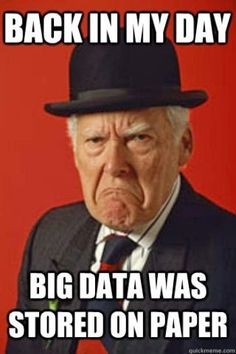 BACK IN MY DAY
BIG DATA WAS
STORED ON PAPER
quickmeme.com